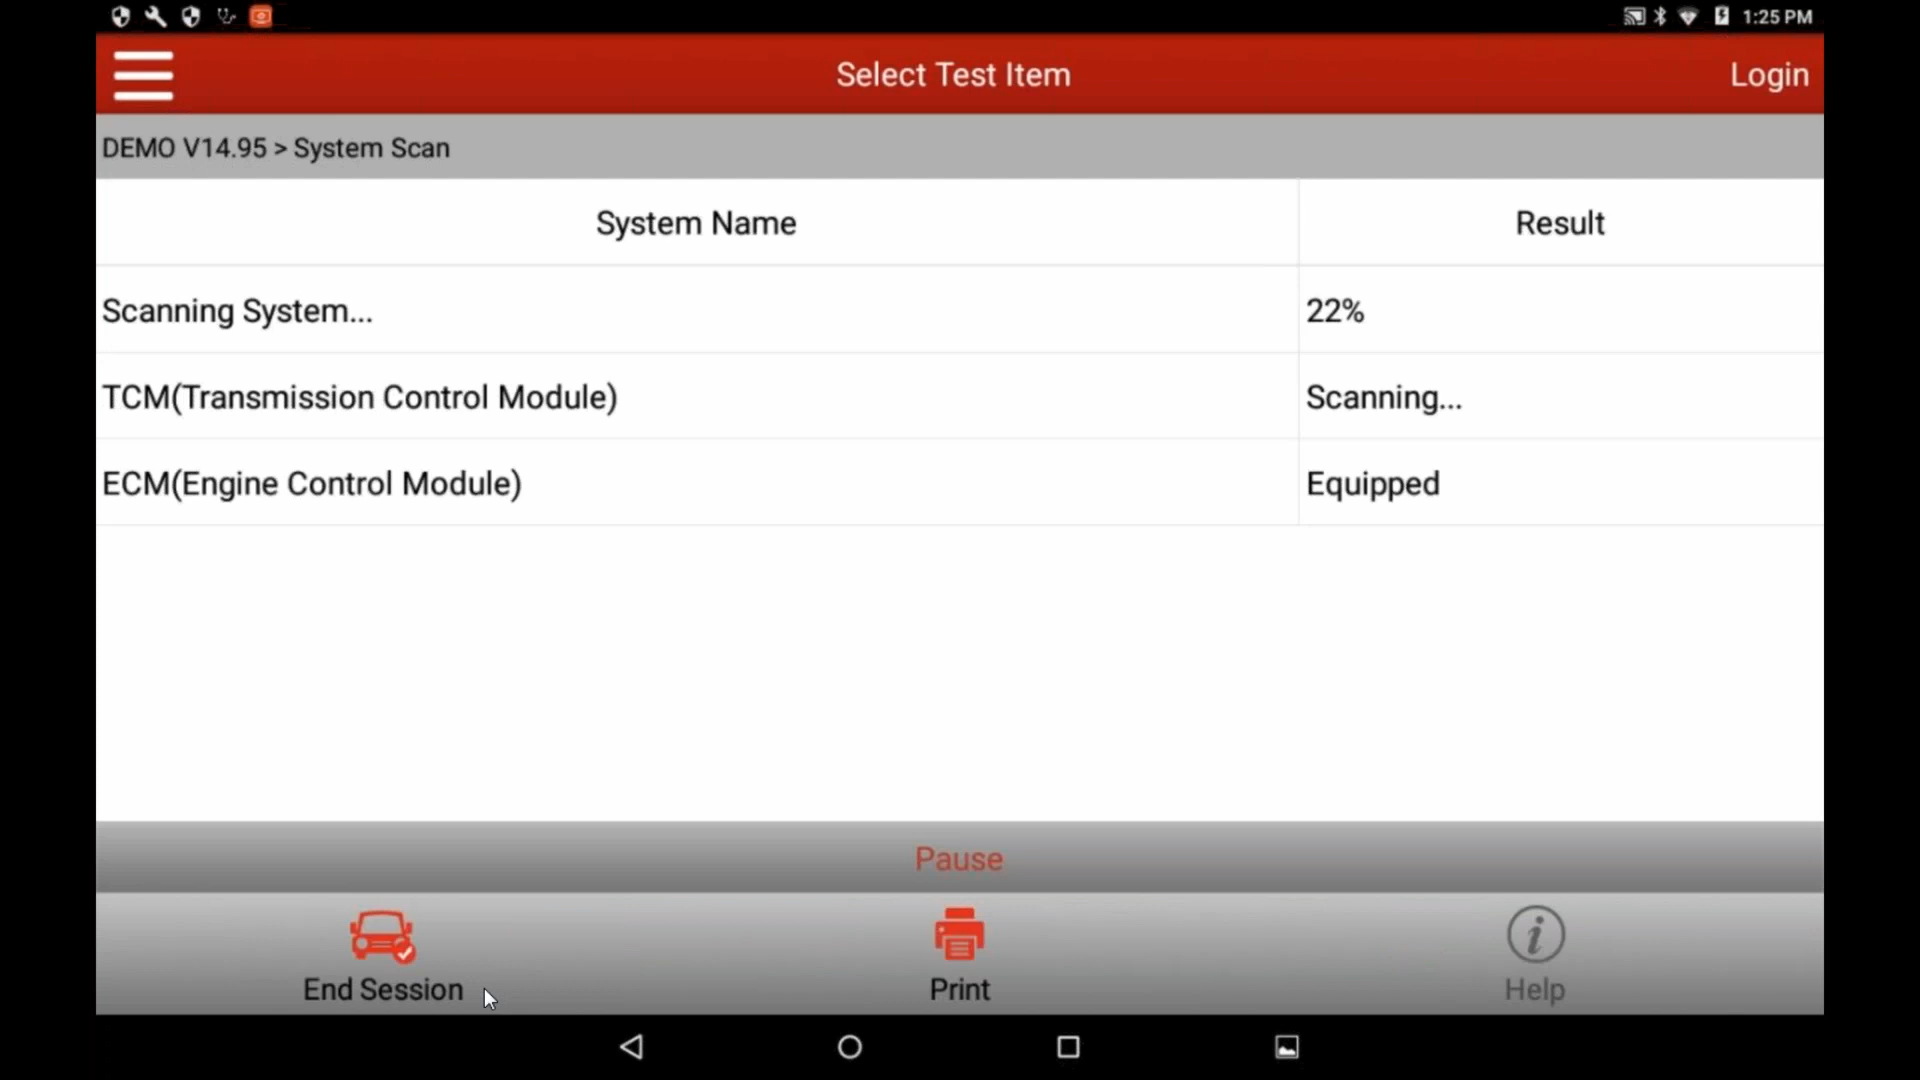 1:25 PM
Select Test Item
Login
DEMO V14.95 > System Scan
System Name
Result
Scanning System...
22%
TCM(Transmission Control Module)
Scanning...
ECM(Engine Control Module)
Equipped
Pause
End Session
Print
Help